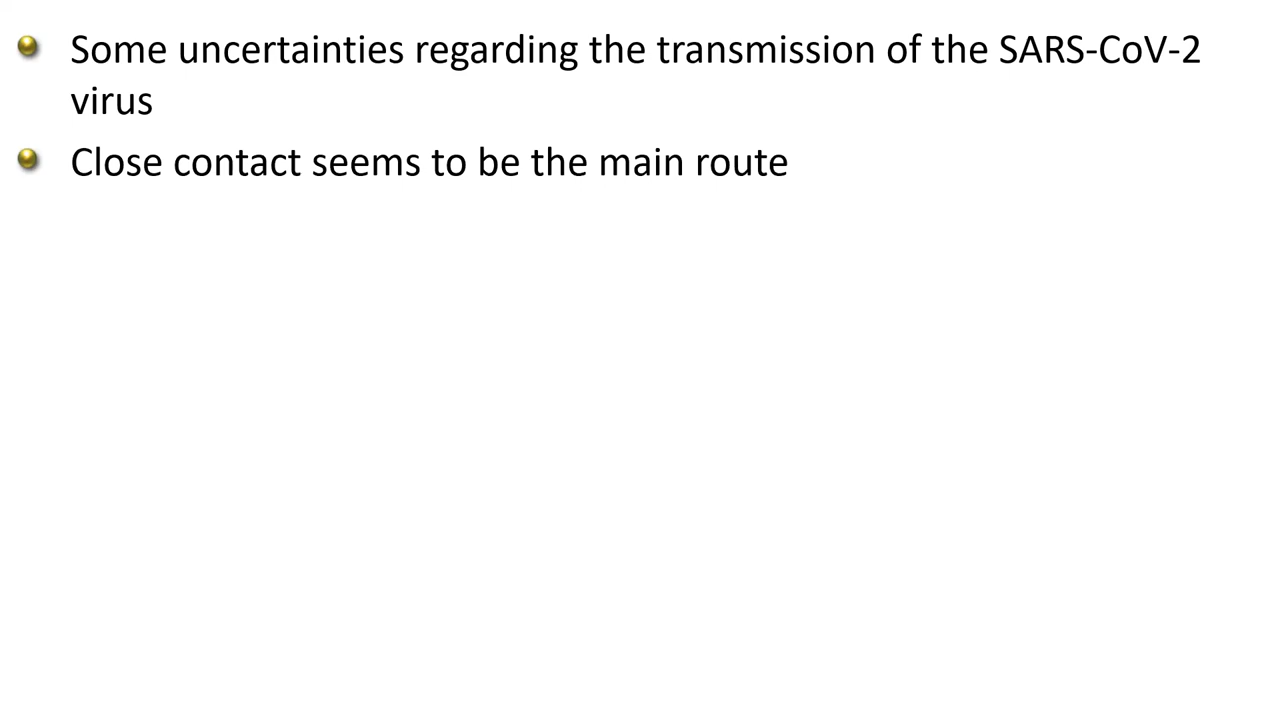 Some uncertainties regarding the transmission of the SARS-CoV-2
virus
Close contact seems to be the main route